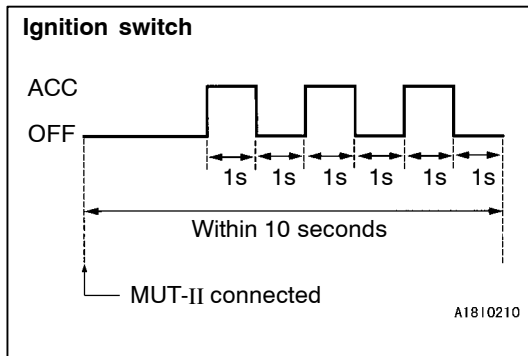 Ignition switch
ACC
OFF
1s 1s 1s 1s 1s 1s
Within 10 seconds
MUT-II connected
A18I0210